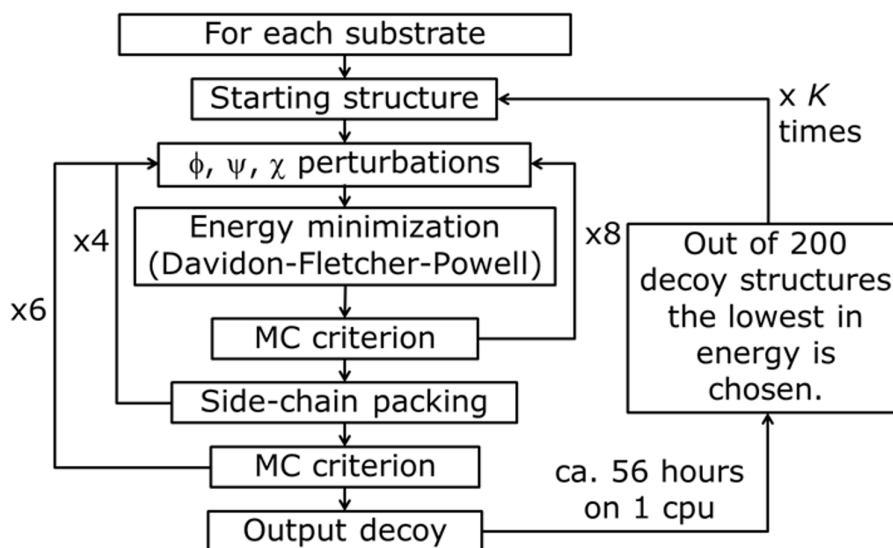 For each substrate
Starting structure
x K
times
ϕ, ψ, χ perturbations
Energy minimization
(Davidon-Fletcher-Powell)
x4
x8
x6
MC criterion
Side-chain packing
MC criterion
Output decoy
Out of 200
decoy structures
the lowest in
energy is
chosen.
ca. 56 hours
on 1 cpu